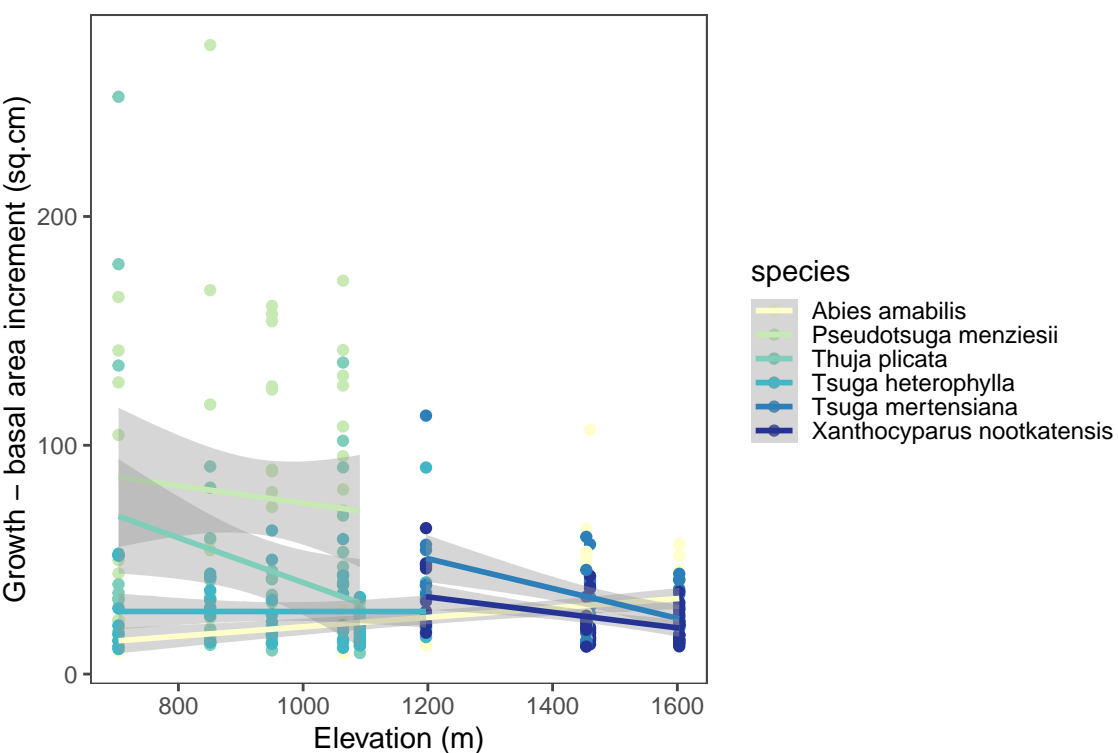 Growth − basal area increment (sq.cm)
200
100
0
800 1000 1200 1400 1600
Elevation (m)
species
Abies amabilis
Pseudotsuga menziesii
Thuja plicata
Tsuga heterophylla
Tsuga mertensiana
Xanthocyparus nootkatensis